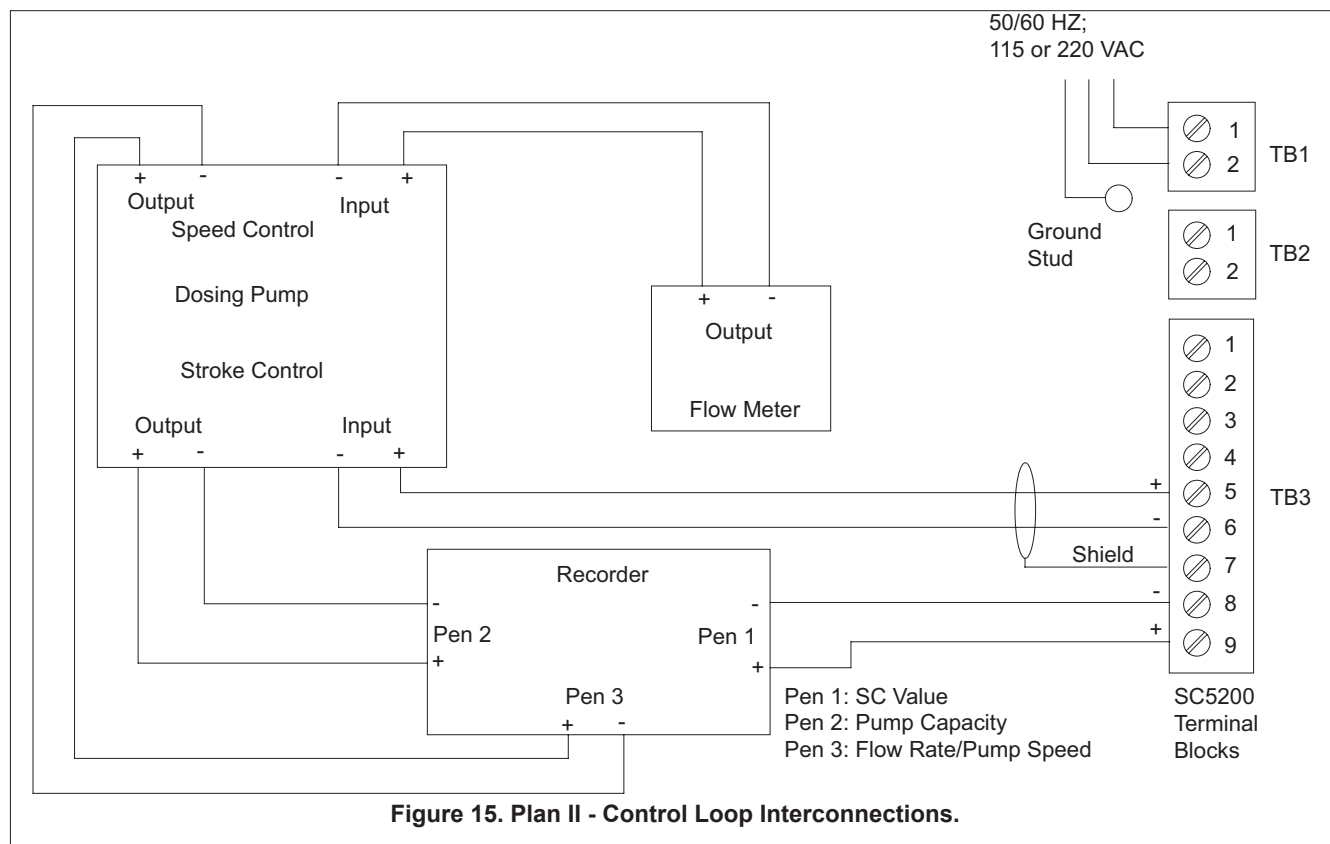 50/60 HZ;
115 or 220 VAC
1
2
TB1
Ground
Stud
1
2
TB2
+ - - +
Output Input
Speed Control
Dosing Pump
Stroke Control
Output Input
+ - - +
+ -
Output
Flow Meter
1
2
3
4
+ 5
- 6
Shield 7
- 8
+ 9
TB3
Recorder
- -
Pen 2 Pen 1
+ +
Pen 3
+ -
Pen 1: SC Value
Pen 2: Pump Capacity
Pen 3: Flow Rate/Pump Speed
SC5200
Terminal
Blocks
Figure 15. Plan II - Control Loop Interconnections.